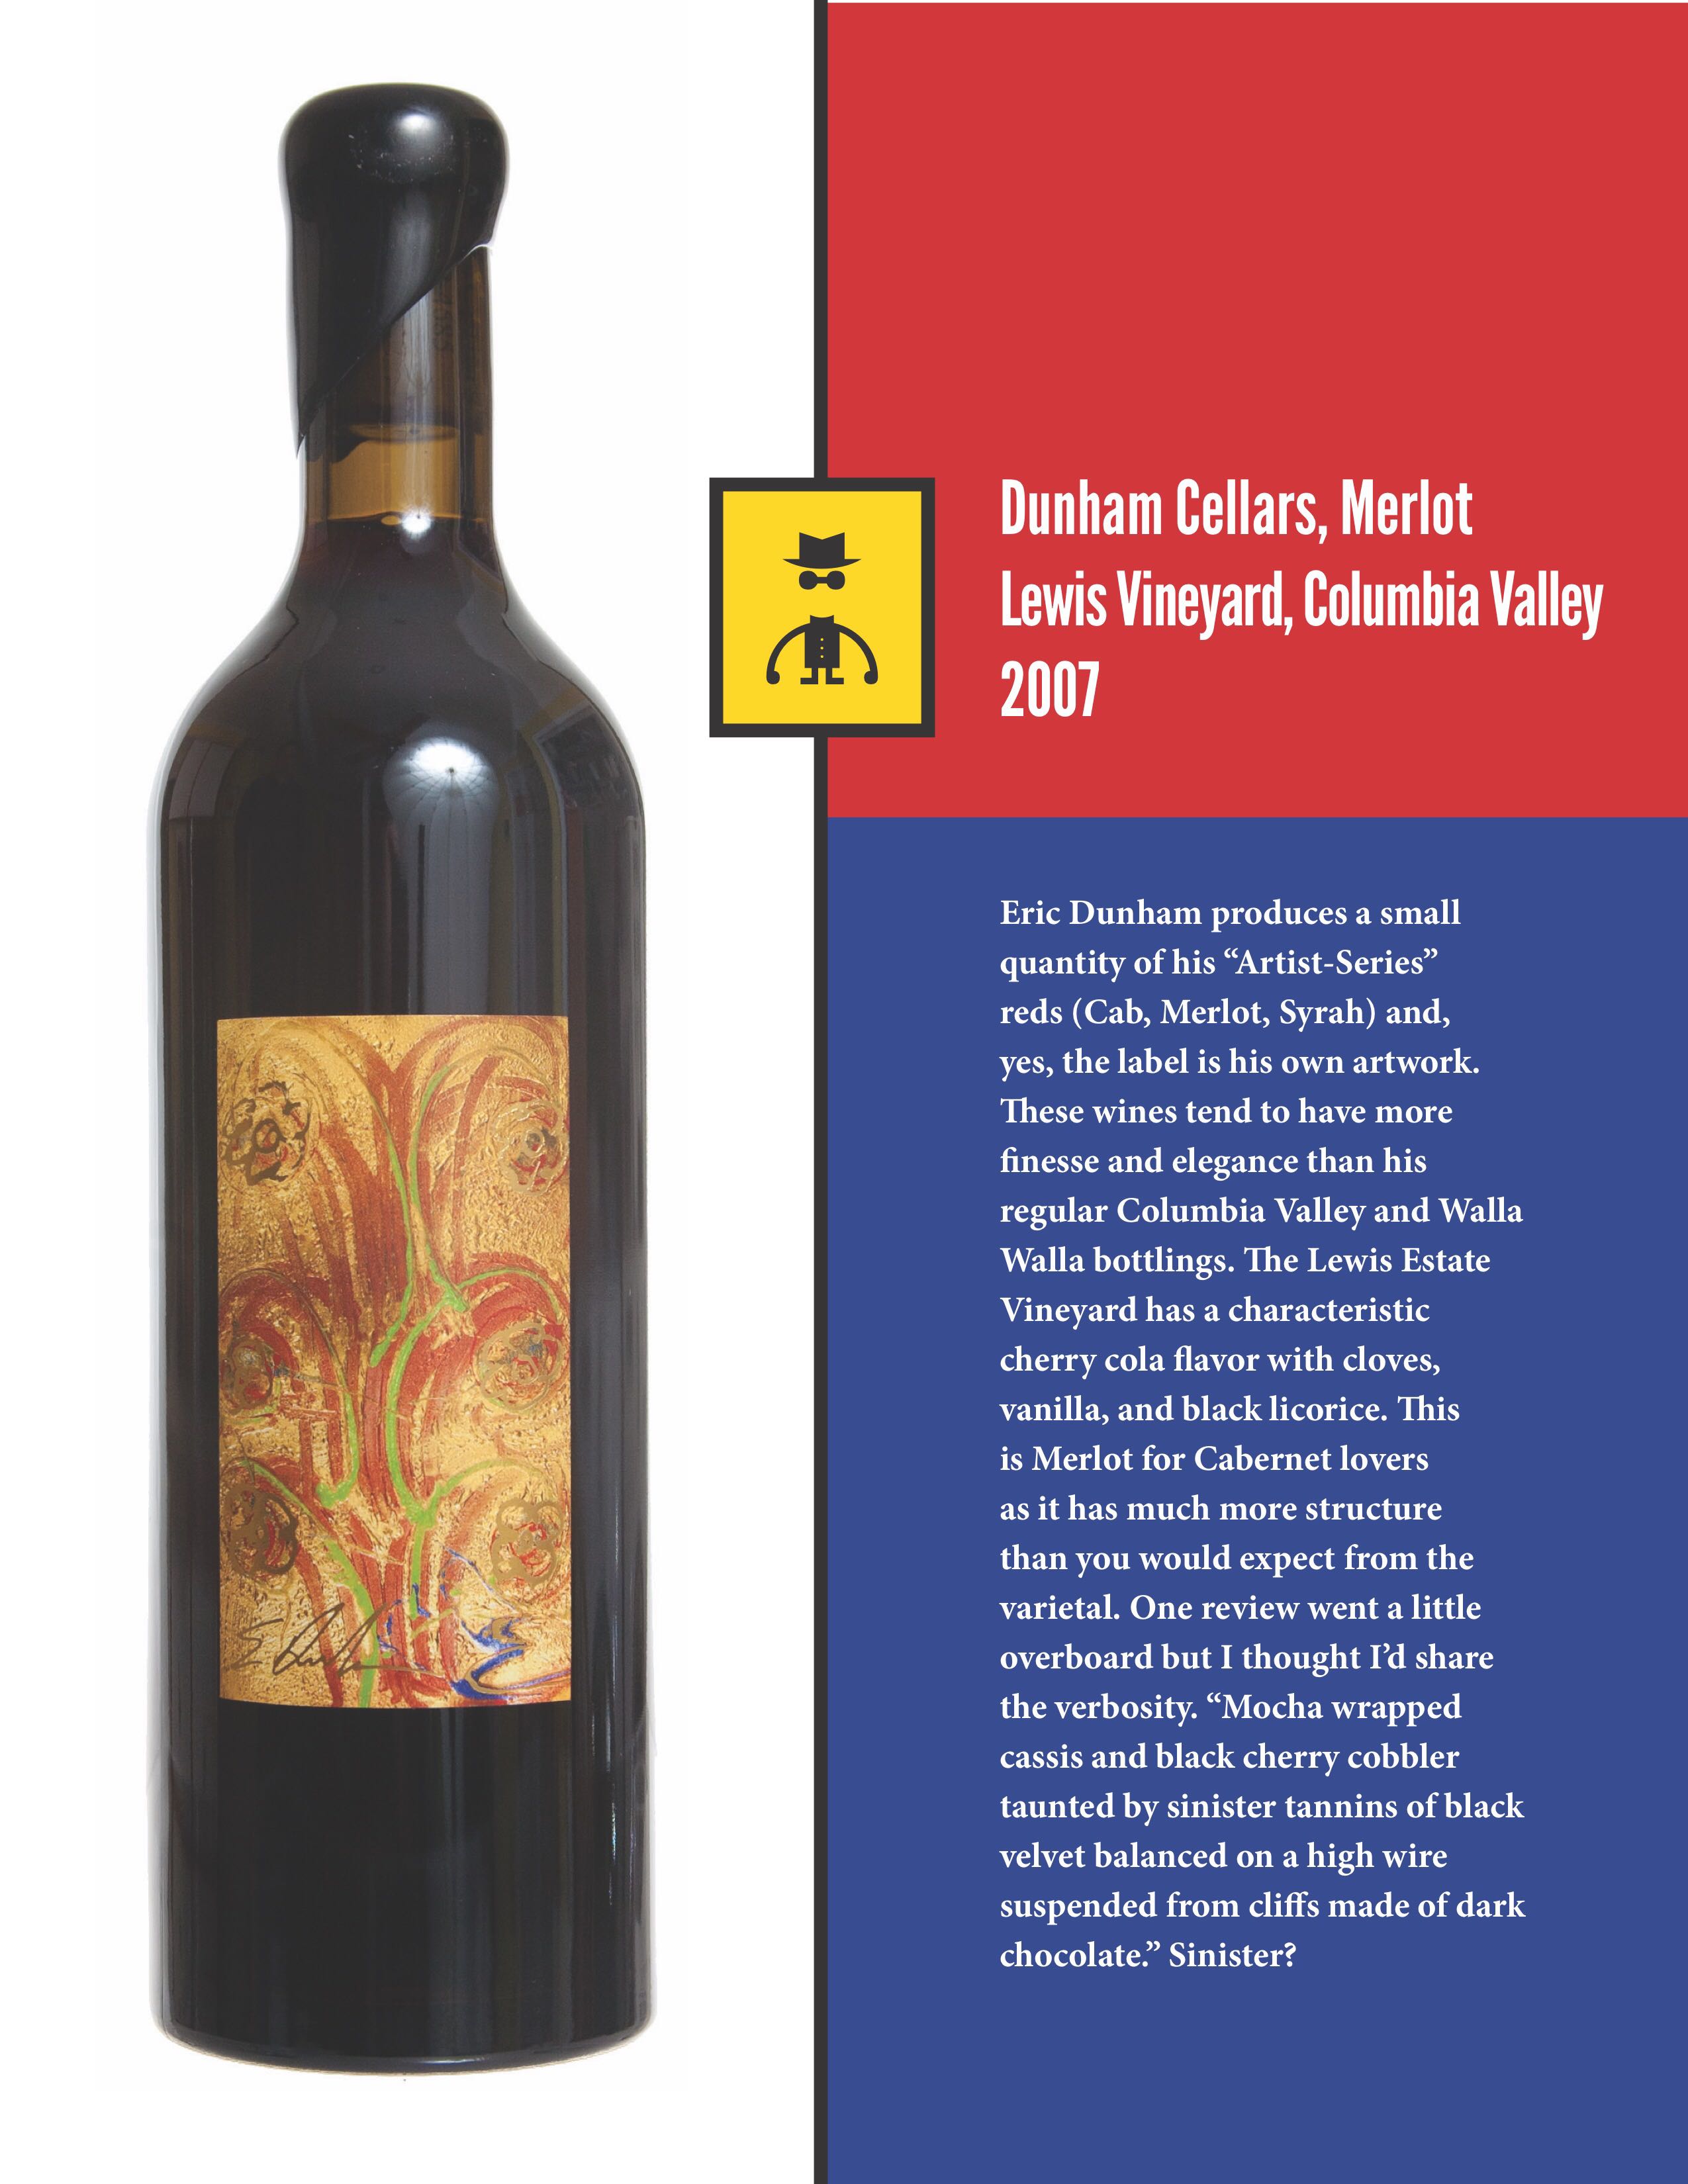 Dunham Cellars, Merlot
Lewis Vineyard, Columbia Valley
2007
Eric Dunham produces a small
quantity of his “Artist-Series”
reds (Cab, Merlot, Syrah) and,
yes, the label is his own artwork.
These wines tend to have more
finesse and elegance than his
regular Columbia Valley and Walla
Walla bottlings. The Lewis Estate
Vineyard has a characteristic
cherry cola flavor with cloves,
vanilla, and black licorice. This
is Merlot for Cabernet lovers
as it has much more structure
than you would expect from the
varietal. One review went a little
overboard but I thought I’d share
the verbosity. “Mocha wrapped
cassis and black cherry cobbler
taunted by sinister tannins of black
velvet balanced on a high wire
suspended from cliffs made of dark
chocolate.” Sinister?